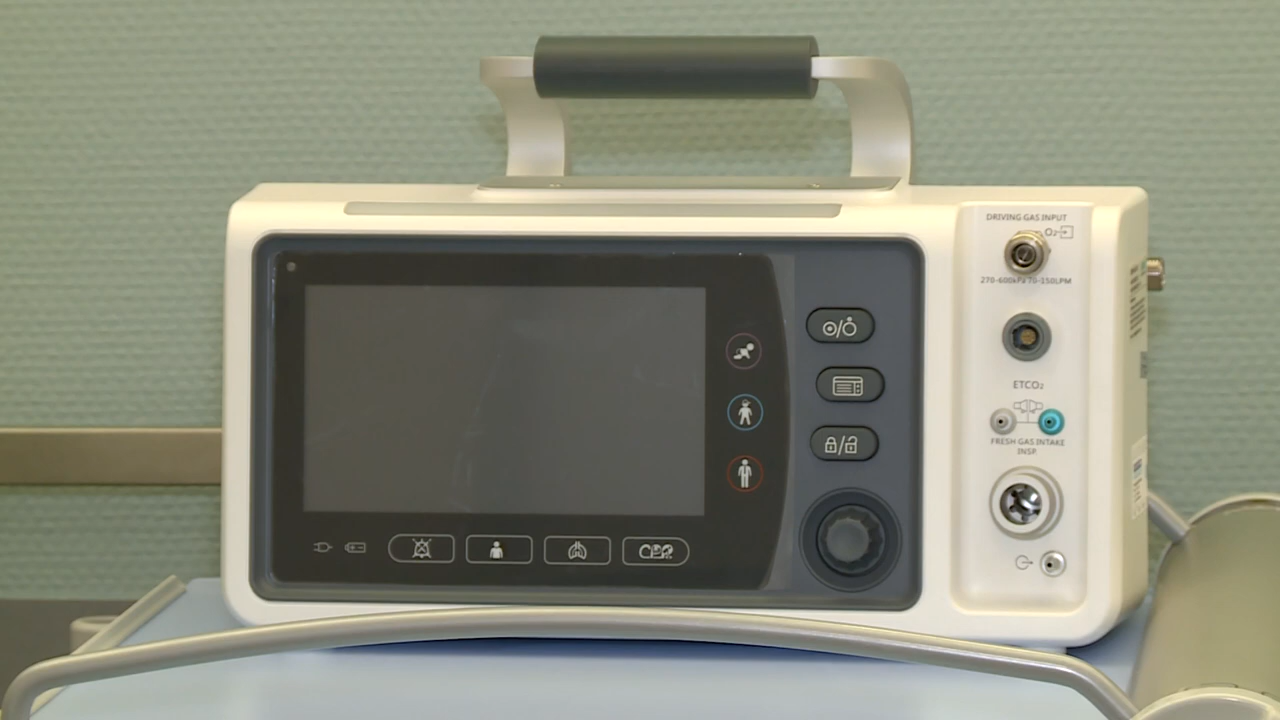 DRIVING GAS INPUT
O₂
270-600kPa 70-150LPM
ETCO₂
FRESH GAS INTAKE
INSP.